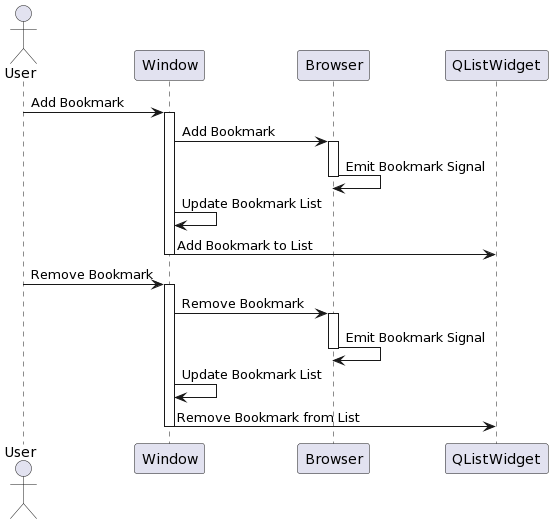 User
Window
Browser
QListWidget
Add Bookmark
Add Bookmark
Emit Bookmark Signal
Update Bookmark List
Add Bookmark to List
Remove Bookmark
Remove Bookmark
Emit Bookmark Signal
Update Bookmark List
Remove Bookmark from List
User
Window
Browser
QListWidget